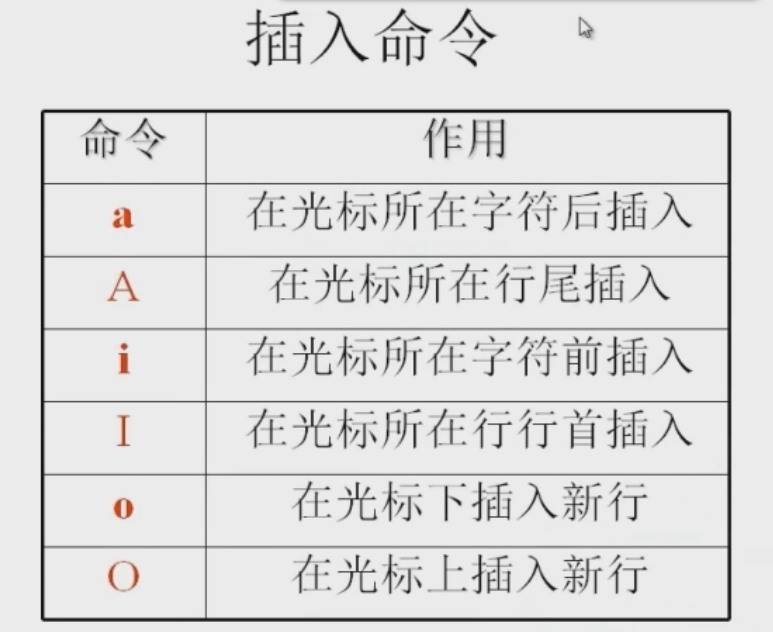 插入命令
命令 作用
a 在光标所在字符后插入
A 在光标所在行尾插入
i 在光标所在字符前插入
I 在光标所在行行首插入
o 在光标下插入新行
O 在光标上插入新行